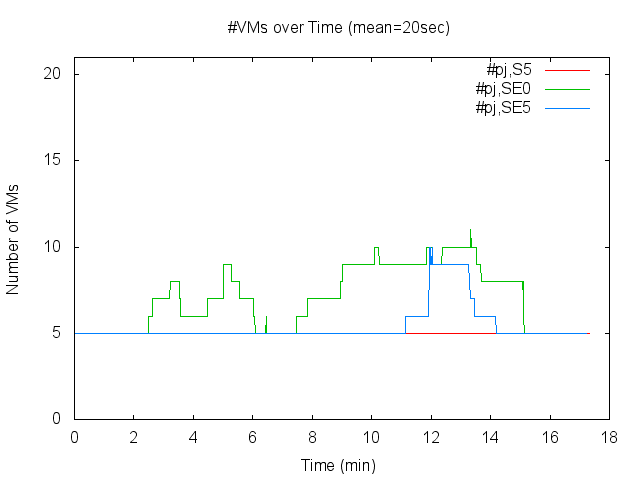 #VMs over Time (mean=20sec)
#pj,S5
#pj,SE0
#pj,SE5
Number of VMs
20
15
10
5
0
0 2 4 6 8 10 12 14 16 18
Time (min)